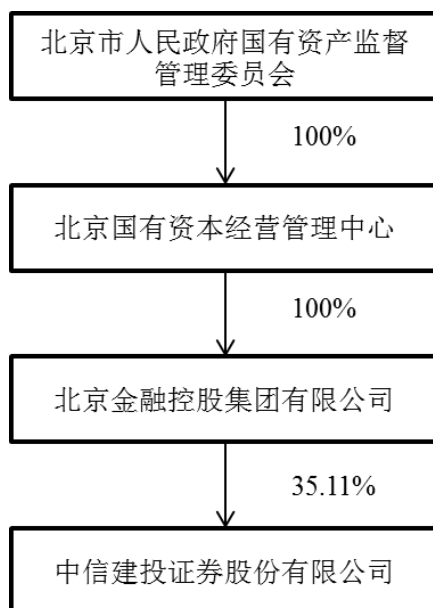 北京市人民政府国有资产监督
管理委员会
100%
北京国有资本经营管理中心
100%
北京金融控股集团有限公司
35.11%
中信建投证券股份有限公司